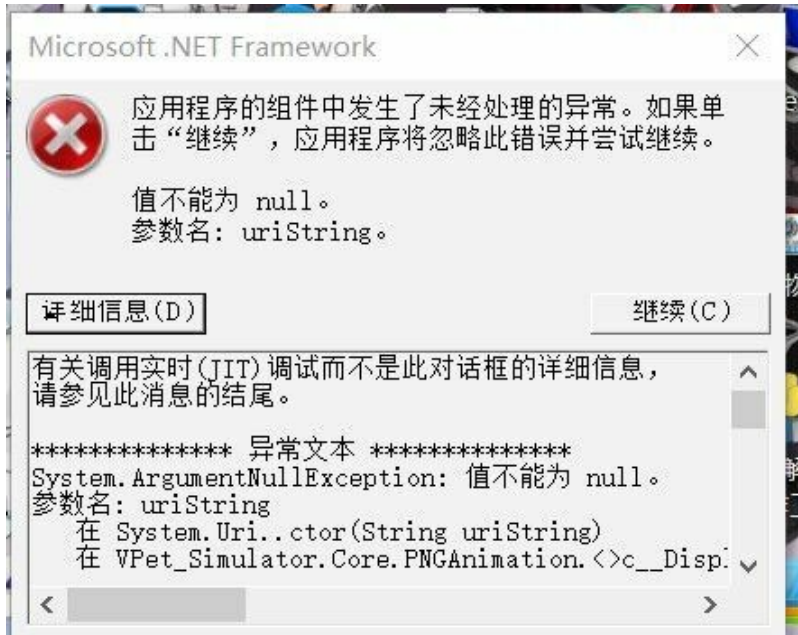 Microsoft .NET Framework
应用程序的组件中发生了未经处理的异常。如果单
击“继续”，应用程序将忽略此错误并尝试继续。
值不能为 null。
参数名: uriString。
详细信息(D)
继续(C)
有关调用实时(JIT)调试而不是此对话框的详细信息，
请参见此消息的结尾。
************** 异常文本 **************
System.ArgumentNullException: 值不能为 null。
参数名: uriString
在 System.Uri..ctor(String uriString)
在 VPet_Simulator.Core.PNGAnimation.<>c__Disp